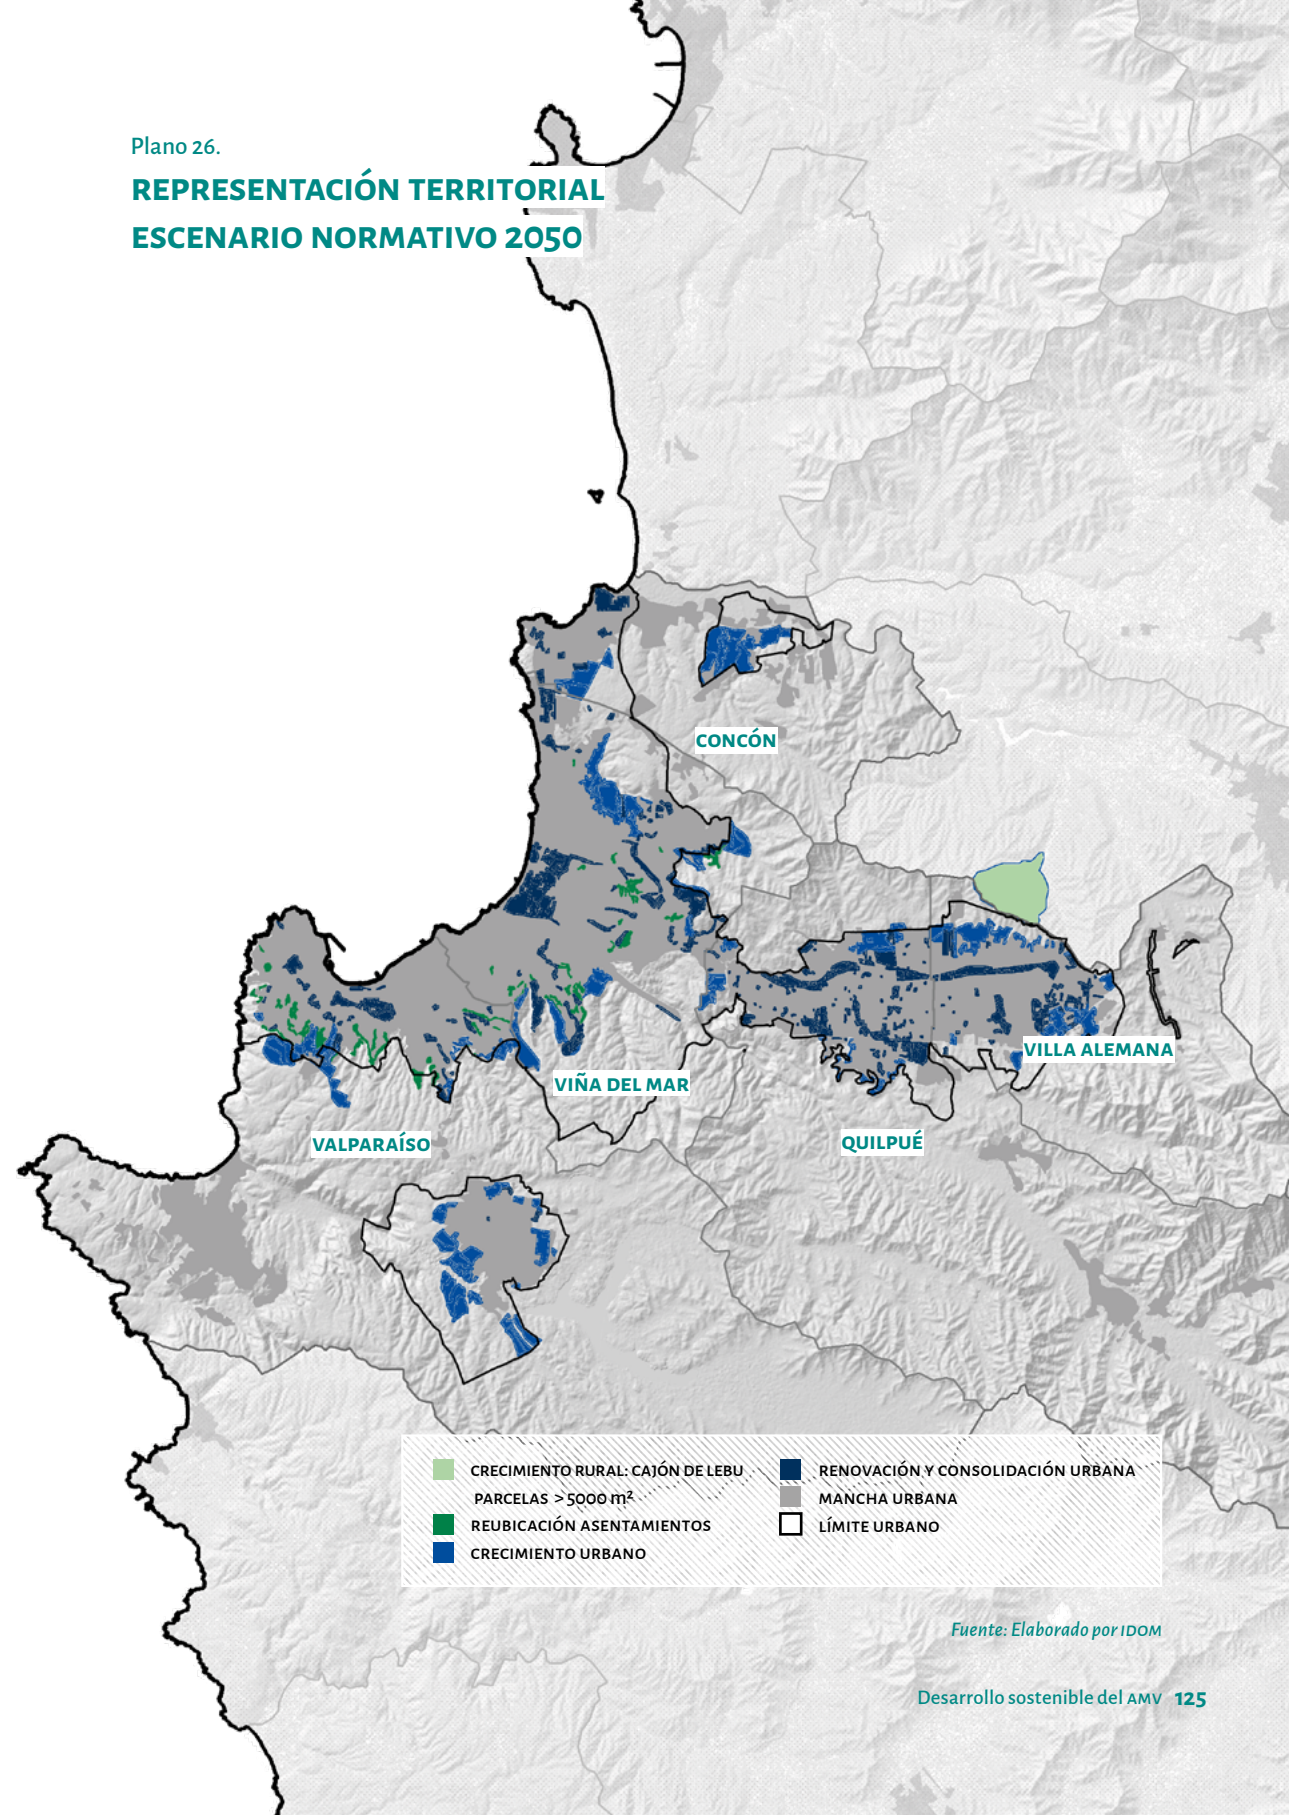 Plano 26.
REPRESENTACIÓN TERRITORIAL
ESCENARIO NORMATIVO 2050
CONCÓN
VILLA ALEMANA
VIÑA DEL MAR
VALPARAÍSO
QUILPUÉ
CRECIMIENTO RURAL: CAJÓN DE LEBU
PARCELAS > 5000 m²
REUBICACIÓN ASENTAMIENTOS
CRECIMIENTO URBANO
RENOVACIÓN Y CONSOLIDACIÓN URBANA
MANCHA URBANA
LÍMITE URBANO
Fuente: Elaborado por IDOM
Desarrollo sostenible del AMV 125